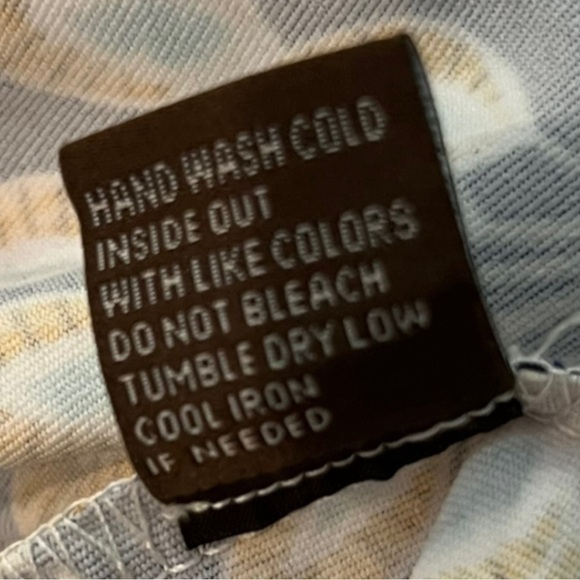 HAND WASH COLD
INSIDE OUT
WITH LIKE COLORS
DO NOT BLEACH
TUMBLE DRY LOW
COOL IRON
IF NEEDED